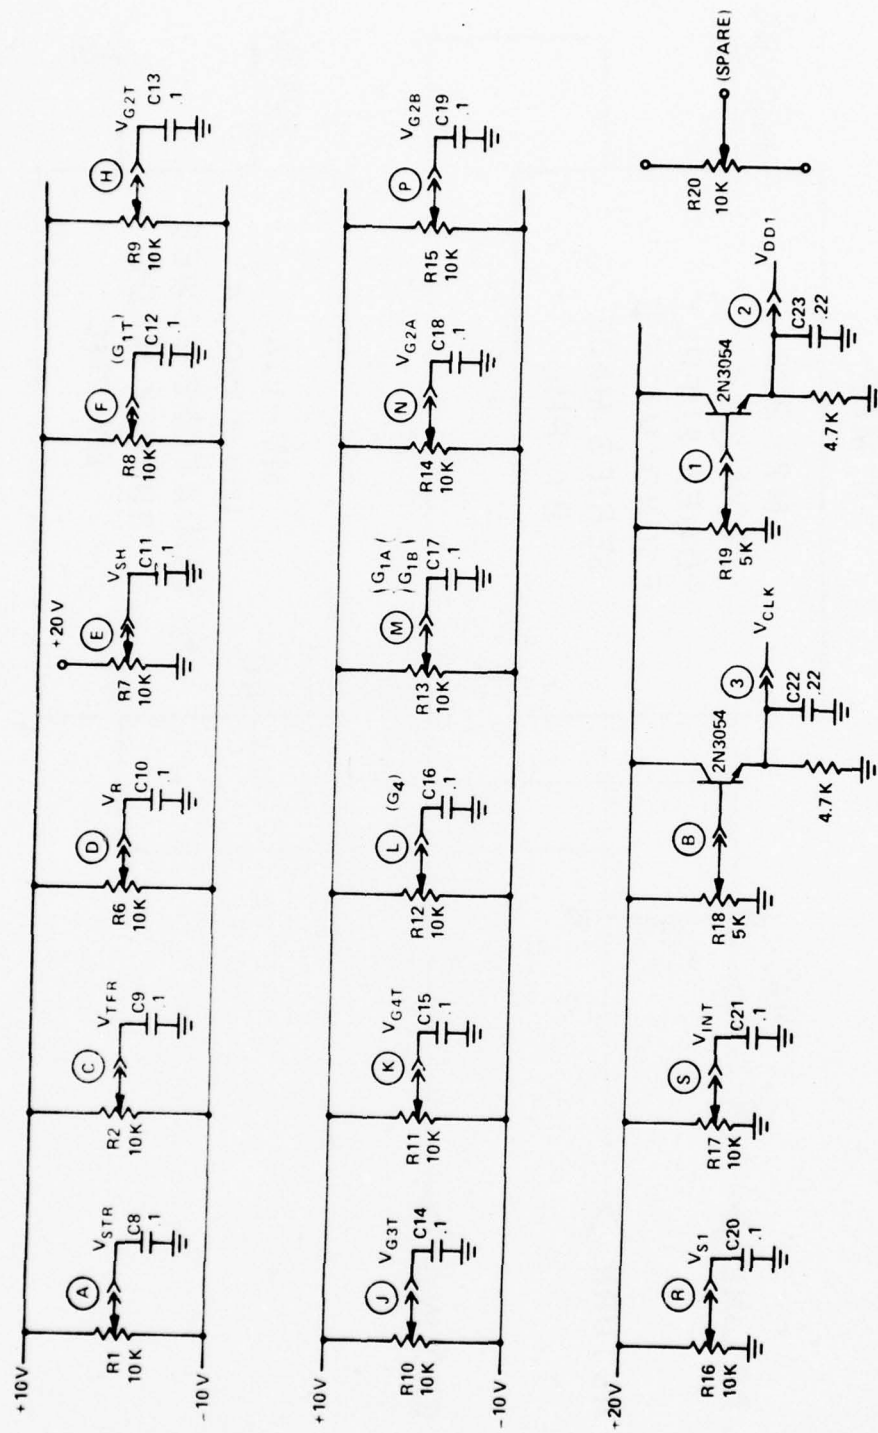 +10V
-10V
R1
10K
A
VSTR
C8
.1
R2
10K
C
VTFR
C9
.1
R6
10K
D
VR
C10
.1
+20V
R7
10K
E
VSH
C11
.1
R8
10K
F
(G1T)
C12
.1
R9
10K
H
VG2T
C13
.1
+10V
-10V
R10
10K
J
VG3T
C14
.1
R11
10K
K
VG4T
C15
.1
R12
10K
L
(G4)
C16
.1
R13
10K
M
(G1A)
(G1B)
C17
.1
R14
10K
N
VG2A
C18
.1
R15
10K
P
VG2B
C19
.1
+20V
R16
10K
R
VS1
C20
.1
R17
10K
S
VINT
C21
.1
R18
5K
B
2N3054
4.7K
3
VCLK
C22
.22
R19
5K
1
2N3054
4.7K
2
VDD1
C23
.22
R20
10K
(SPARE)